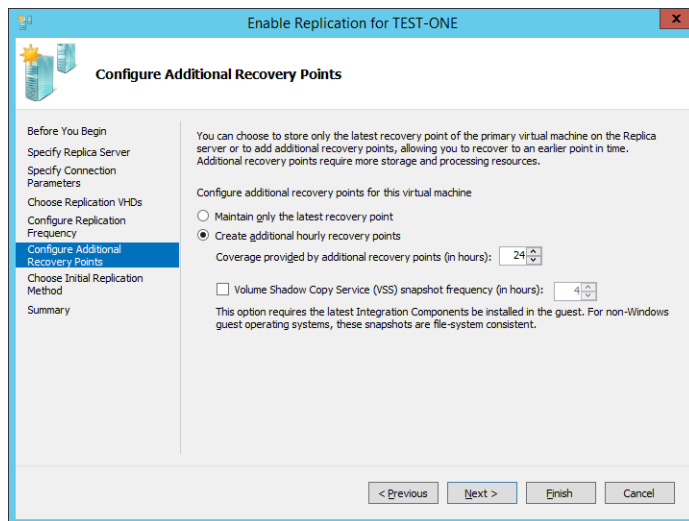 Enable Replication for TEST-ONE
x
Configure Additional Recovery Points
Before You Begin
Specify Replica Server
Specify Connection
Parameters
Choose Replication VHDs
Configure Replication
Frequency
Configure Additional
Recovery Points
Choose Initial Replication
Method
Summary
You can choose to store only the latest recovery point of the primary virtual machine on the Replica
server or to add additional recovery points, allowing you to recover to an earlier point in time.
Additional recovery points require more storage and processing resources.
Configure additional recovery points for this virtual machine
Maintain only the latest recovery point
Create additional hourly recovery points
Coverage provided by additional recovery points (in hours): 24
Volume Shadow Copy Service (VSS) snapshot frequency (in hours): 4
This option requires the latest Integration Components be installed in the guest. For non-Windows
guest operating systems, these snapshots are file-system consistent.
< Previous Next > Finish Cancel